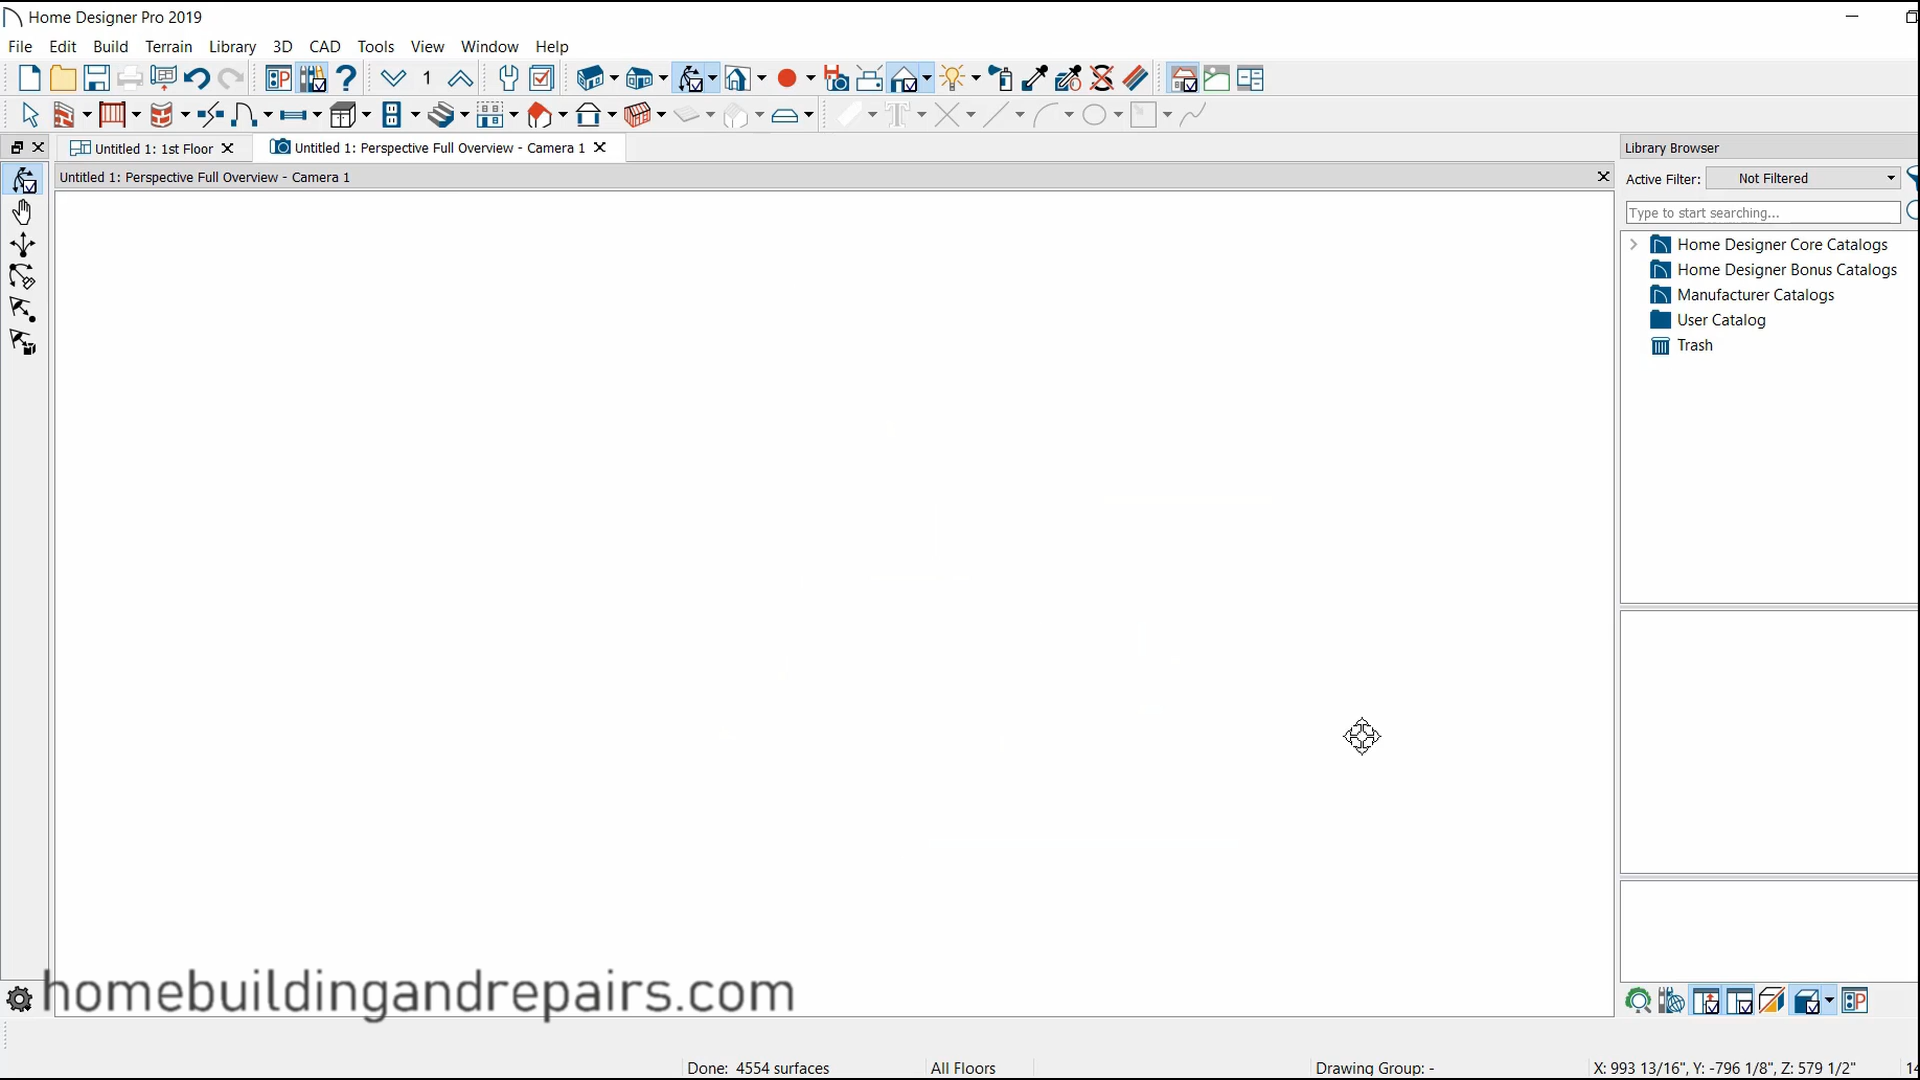 Home Designer Pro 2019
File Edit Build Terrain Library 3D CAD Tools View Window Help
1
Untitled 1: 1st Floor
Untitled 1: Perspective Full Overview - Camera 1
Library Browser
Untitled 1: Perspective Full Overview - Camera 1
Active Filter: Not Filtered
Type to start searching...
Home Designer Core Catalogs
Home Designer Bonus Catalogs
Manufacturer Catalogs
User Catalog
Trash
homebuildingandrepairs.com
Done: 4554 surfaces All Floors Drawing Group: - X: 993 13/16", Y: -796 1/8", Z: 579 1/2"